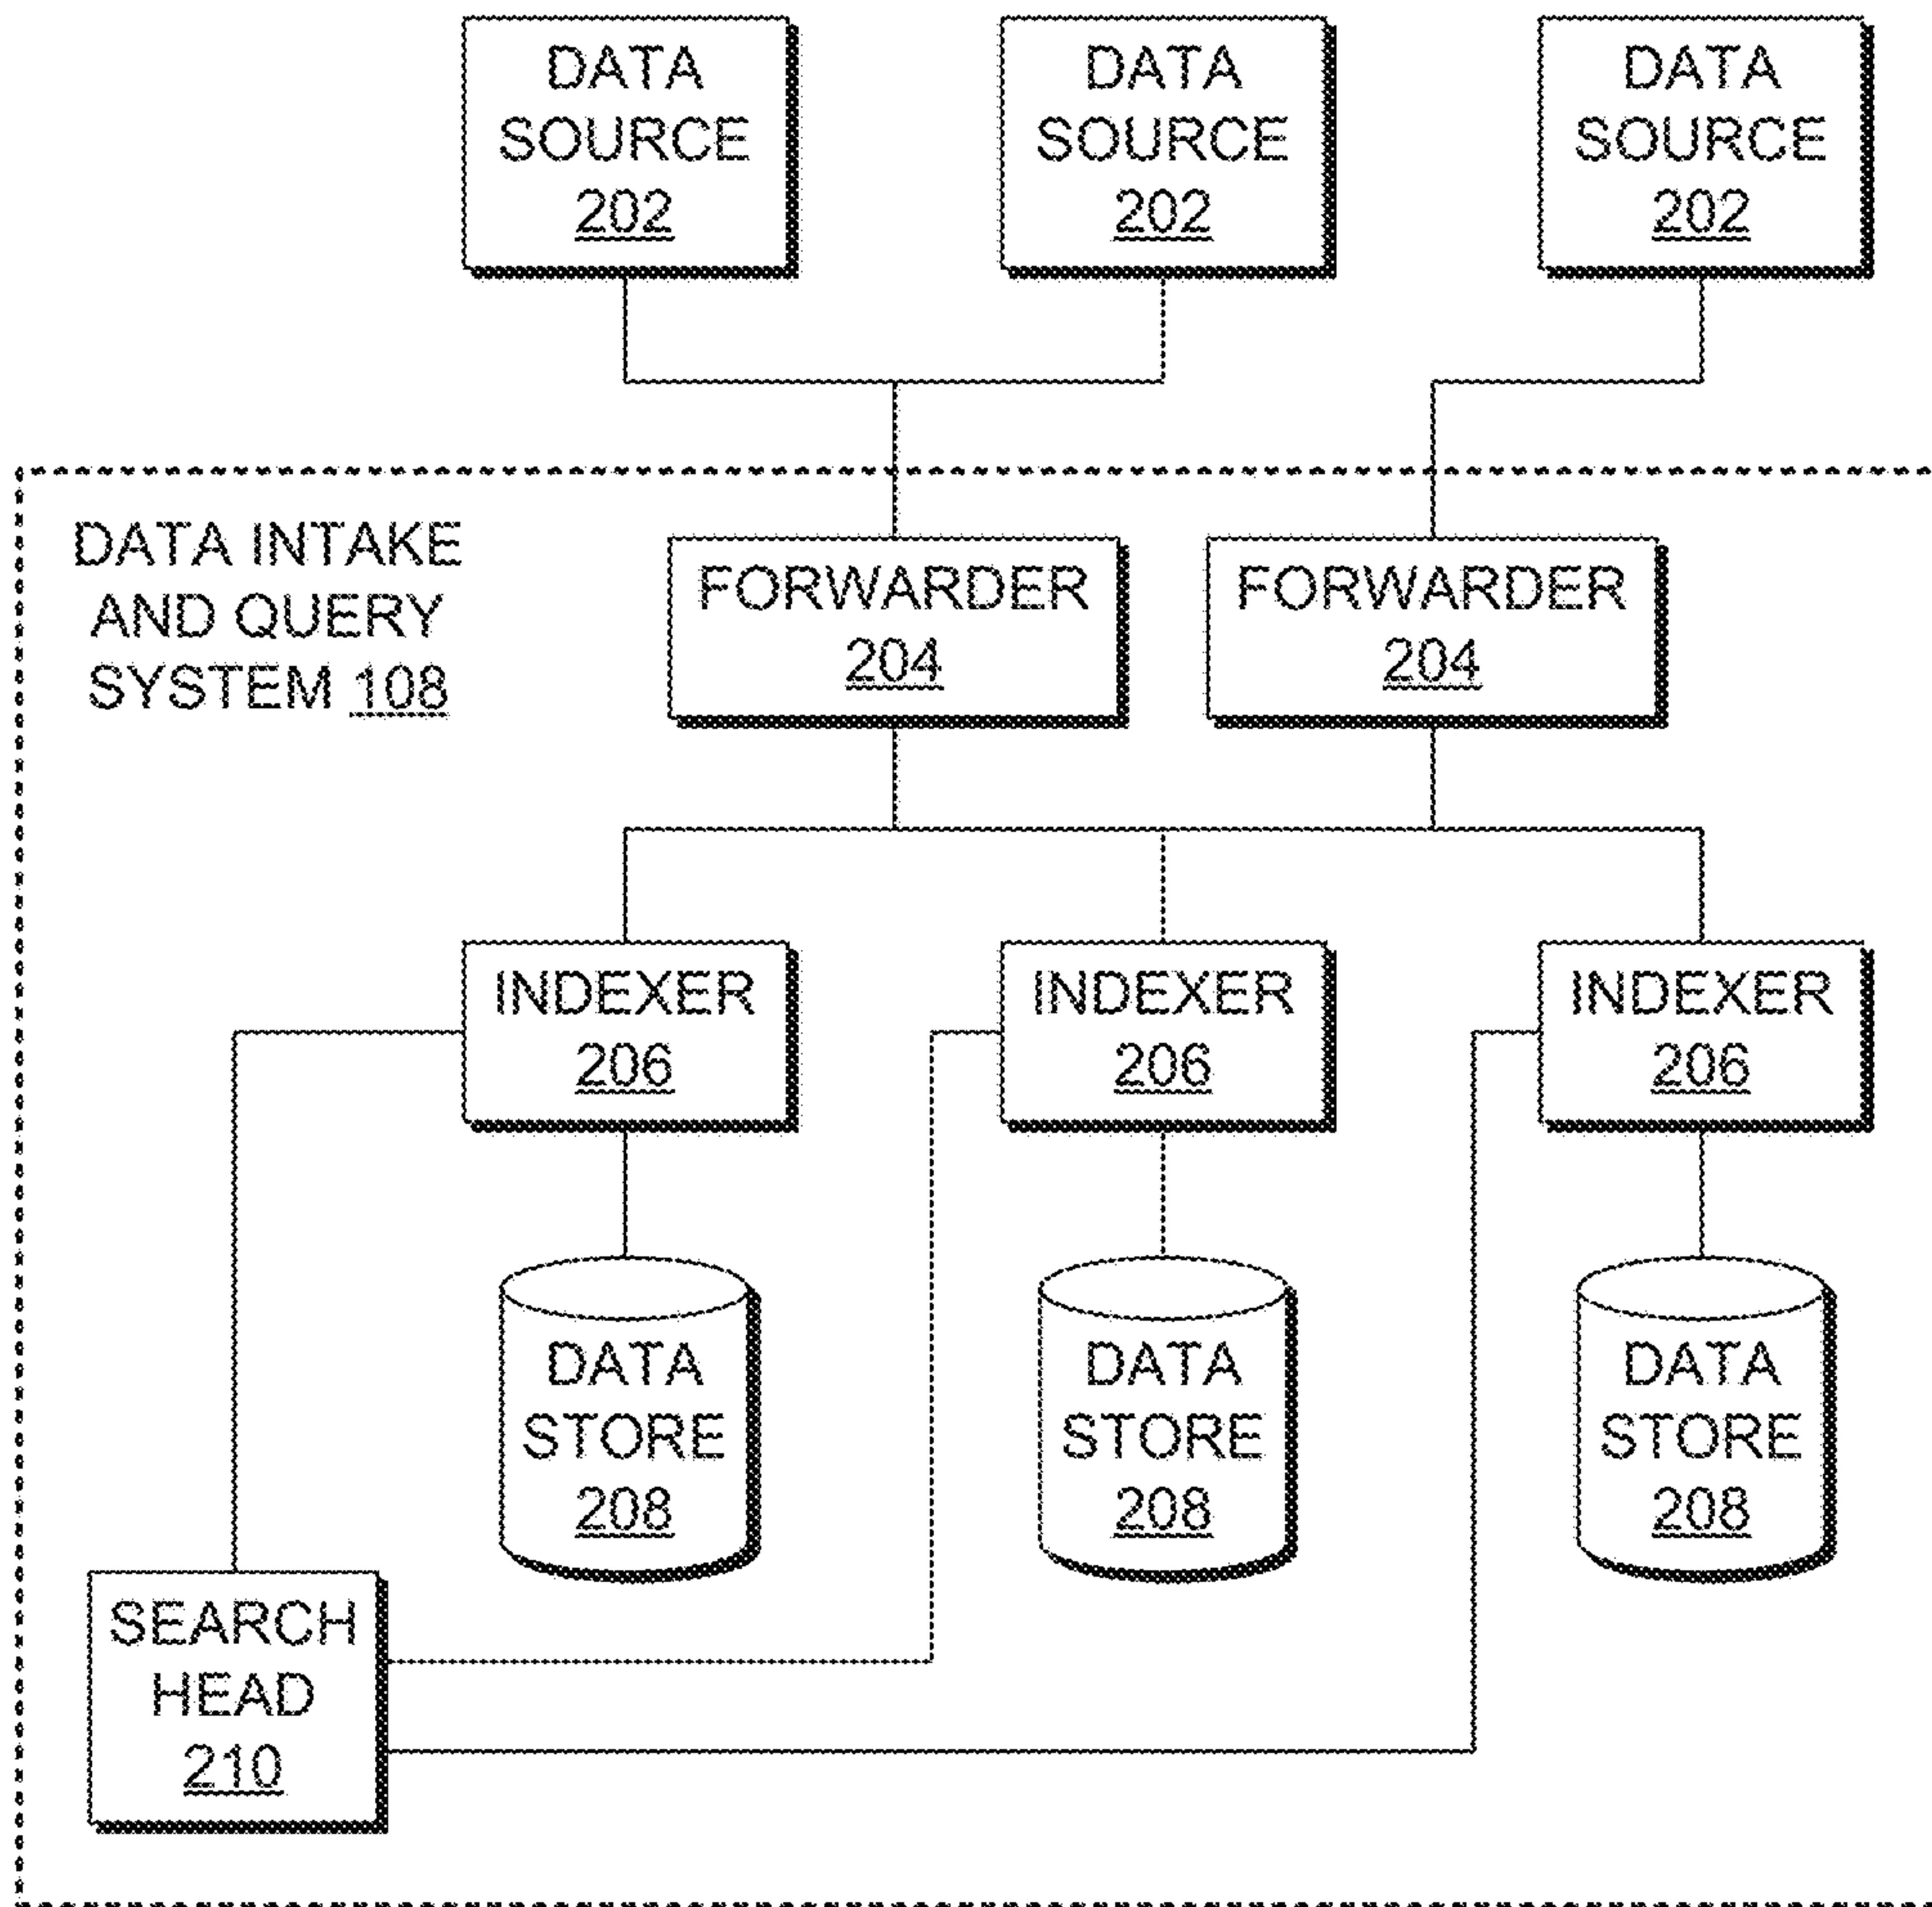 DATA
SOURCE
202
DATA
SOURCE
202
DATA
SOURCE
202
DATA INTAKE
AND QUERY
SYSTEM 108
FORWARDER
204
FORWARDER
204
INDEXER
206
INDEXER
206
INDEXER
206
DATA
STORE
208
DATA
STORE
208
DATA
STORE
208
SEARCH
HEAD
210